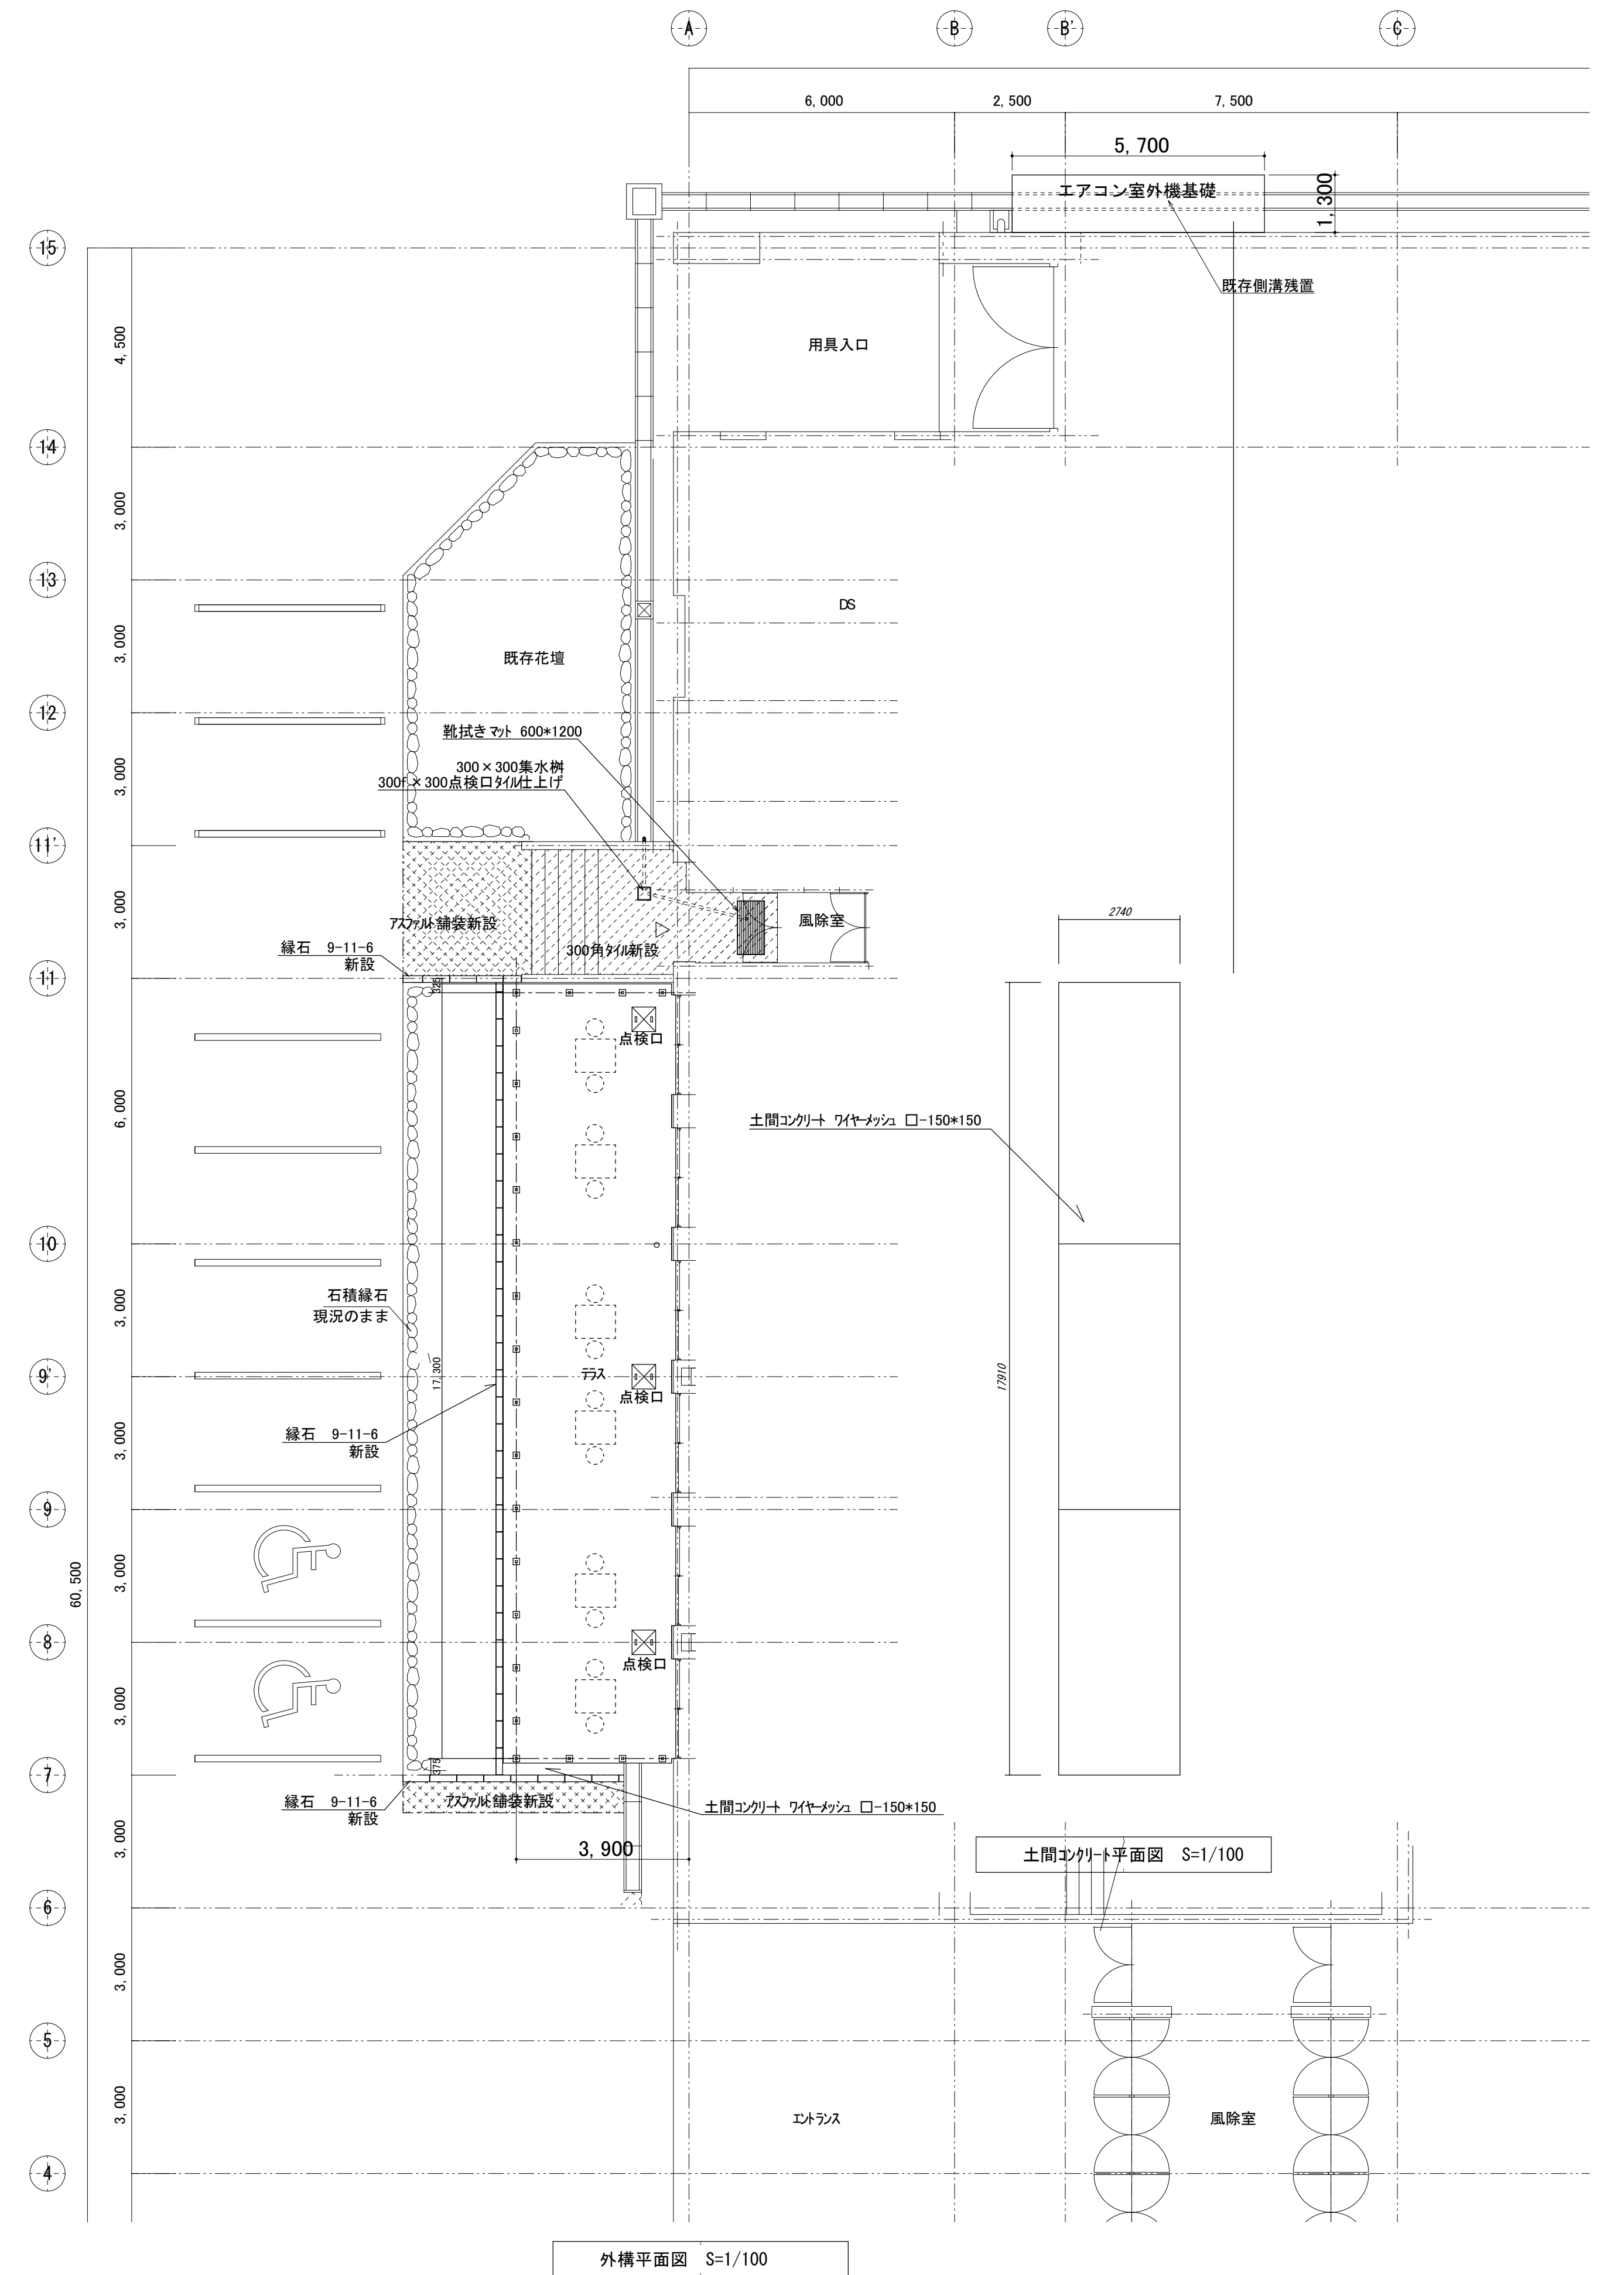 A
B
B'
C
6,000
2,500
7,500
5,700
エアコン室外機基礎
1,300
15
既存側溝残置
4,500
用具入口
14
3,000
13
DS
3,000
既存花壇
12
靴拭きマット 600*1200
3,000
300×300集水桝
300f×300点検口タイル仕上げ
11'
3,000
アスファルト舗装新設
風除室
2740
縁石 9-11-6
新設
300角タイル新設
11
325
点検口
6,000
土間コンクリート ワイヤーメッシュ □-150*150
10
3,000
石積縁石
現況のまま
17,300
テラス
17910
9'
点検口
縁石 9-11-6
新設
3,000
9
60,500
3,000
8
点検口
3,000
7
375
縁石 9-11-6
新設
アスファルト舗装新設
土間コンクリート ワイヤーメッシュ □-150*150
3,000
3,900
土間コンクリート平面図 S=1/100
6
3,000
5
3,000
エントランス
風除室
4
外構平面図 S=1/100